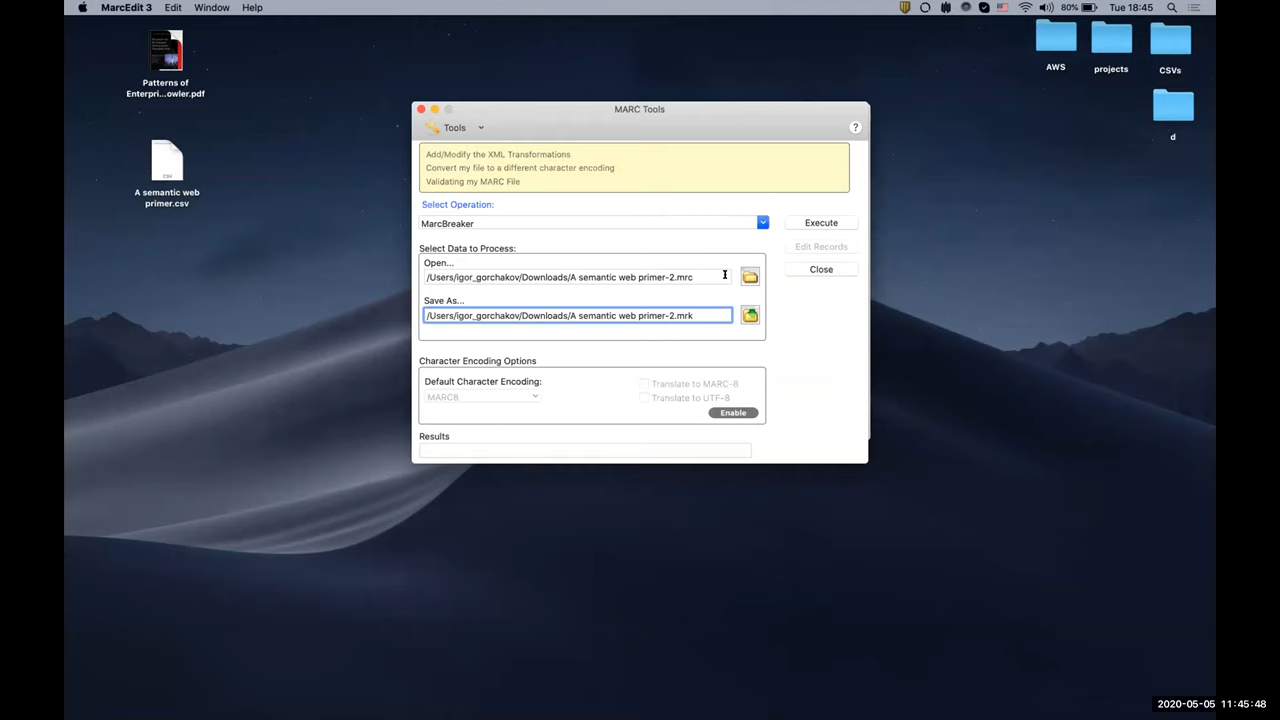 MarcEdit 3 Edit Window Help
80% Tue 18:45
Patterns of
Enterpri...owler.pdf
CSV
A semantic web
primer.csv
AWS
projects
CSVs
d
MARC Tools
Tools
?
Add/Modify the XML Transformations
Convert my file to a different character encoding
Validating my MARC File
Select Operation:
MarcBreaker
Execute
Select Data to Process:
Edit Records
Open...
Close
/Users/igor_gorchakov/Downloads/A semantic web primer-2.mrc
Save As...
/Users/igor_gorchakov/Downloads/A semantic web primer-2.mrk
Character Encoding Options
Default Character Encoding:
MARC8
Translate to MARC-8
Translate to UTF-8
Enable
Results
2020-05-05 11:45:48